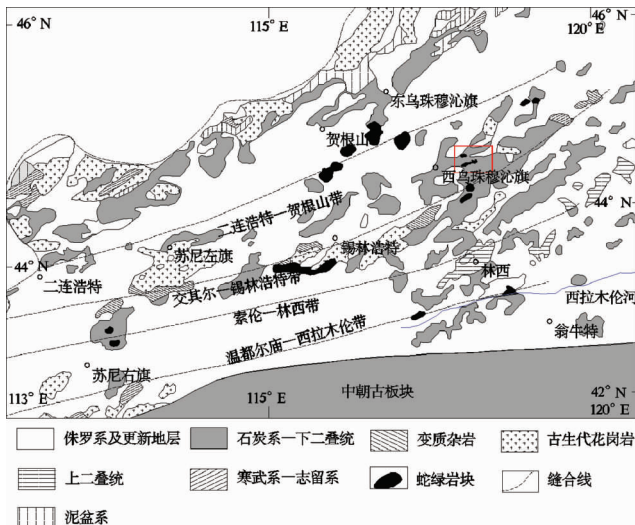 46° N
115° E
46° N
120° E
东乌珠穆沁旗
贺根山
西乌珠穆沁旗
二连浩特—贺根山带
44° N
苏尼左旗
锡林浩特
44° N
二连浩特
林西
交其尔—锡林浩特带
西拉木伦河
索伦—林西带
翁牛特
温都尔庙—西拉木伦带
苏尼右旗
113° E
115° E
中朝古板块
42° N
120° E
侏罗系及更新地层
石炭系—下二叠统
变质杂岩
古生代花岗岩
上二叠统
寒武系—志留系
蛇绿岩块
缝合线
泥盆系